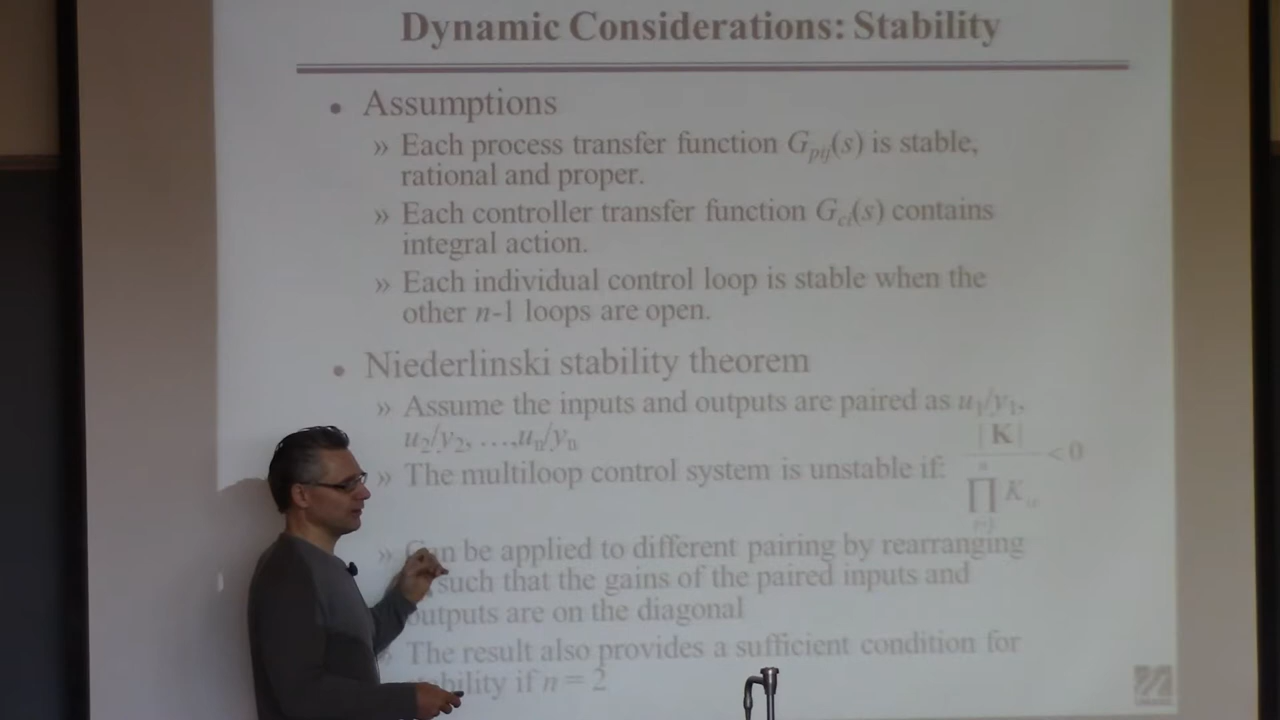 Dynamic Considerations: Stability
• Assumptions
» Each process transfer function Gpij(s) is stable,
rational and proper.
» Each controller transfer function Gci(s) contains
integral action.
» Each individual control loop is stable when the
other n-1 loops are open.
• Niederlinski stability theorem
» Assume the inputs and outputs are paired as u1/y1,
u2/y2, …,un/yn
» The multiloop control system is unstable if: |K| / ∏ Kii < 0
» Can be applied to different pairing by rearranging
such that the gains of the paired inputs and
outputs are on the diagonal
» The result also provides a sufficient condition for
stability if n = 2